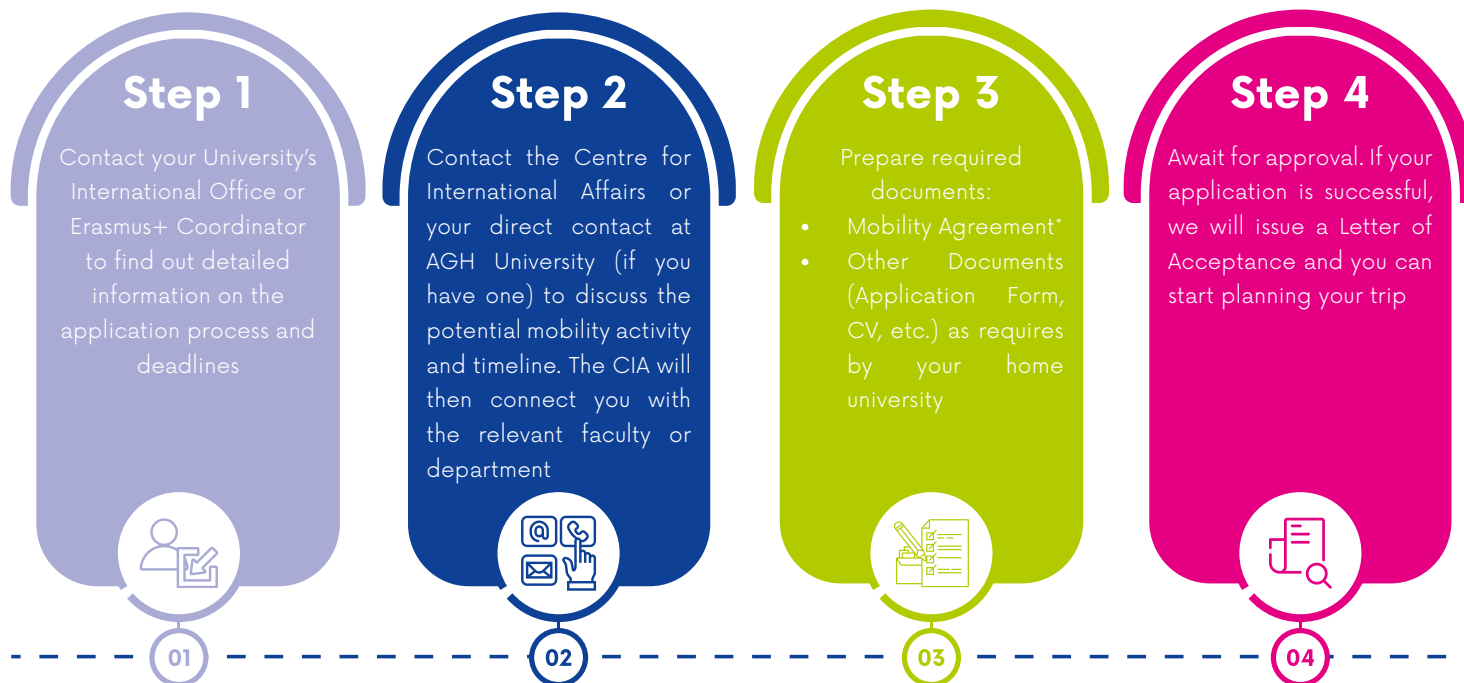 Step 1
Contact your University's
International Office or
Erasmus+ Coordinator
to find out detailed
information on the
application process and
deadlines
01
Step 2
Contact the Centre for
International Affairs or
your direct contact at
AGH University (if you
have one) to discuss the
potential mobility activity
and timeline. The CIA will
then connect you with
the relevant faculty or
department
@
02
Step 3
Prepare required
documents:
• Mobility Agreement*
• Other Documents
(Application Form,
CV, etc.) as requires
by your home
university
03
Step 4
Await for approval. If your
application is successful,
we will issue a Letter of
Acceptance and you can
start planning your trip
04